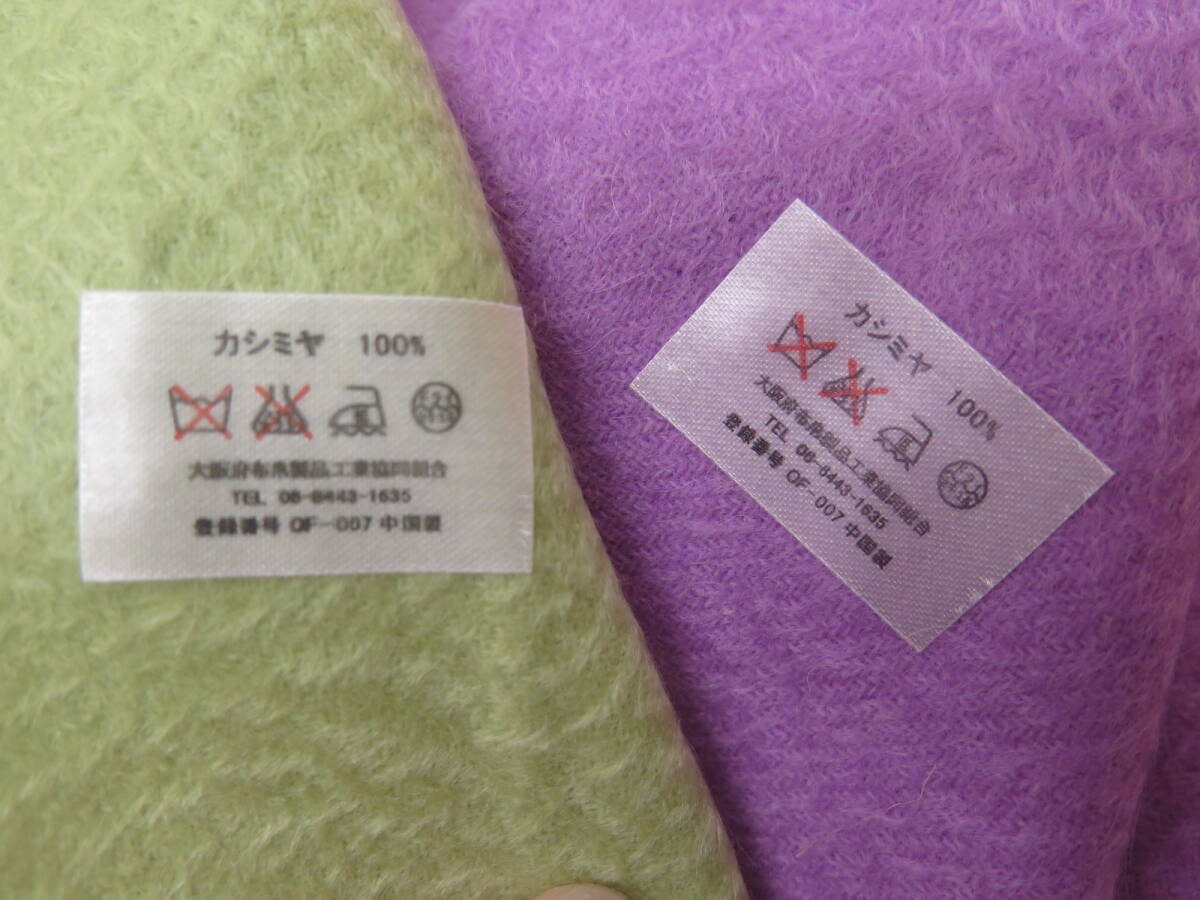 カシミヤ 100%
大阪府布帛製品工業協同組合
TEL 06-6443-1635
登録番号 OF-007 中国製
カシミヤ 100%
大阪府布帛製品工業協同組合
TEL 06-6443-1635
登録番号 OF-007 中国製